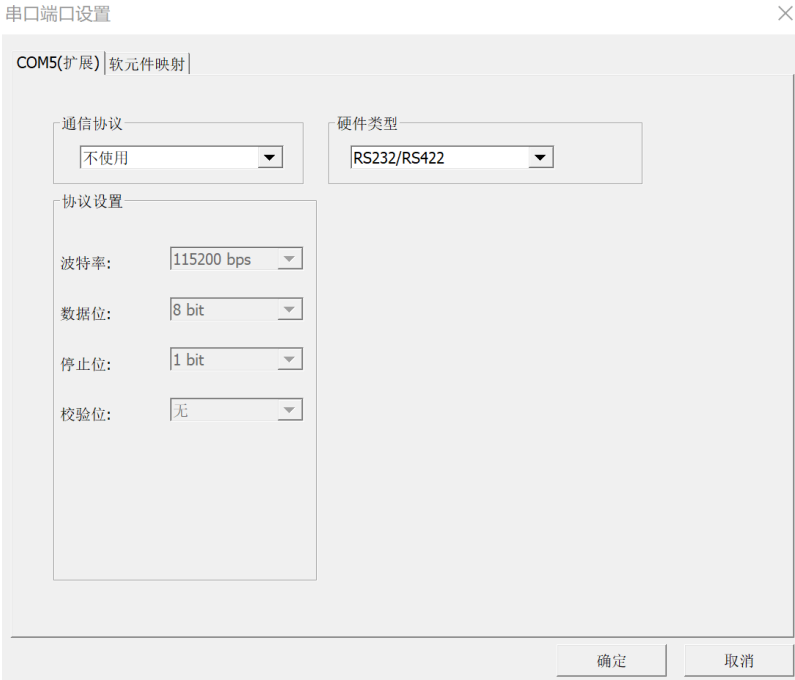 串口端口设置
COM5(扩展) 软元件映射
通信协议 硬件类型
不使用 RS232/RS422
协议设置
波特率: 115200 bps
数据位: 8 bit
停止位: 1 bit
校验位: 无
确定 取消